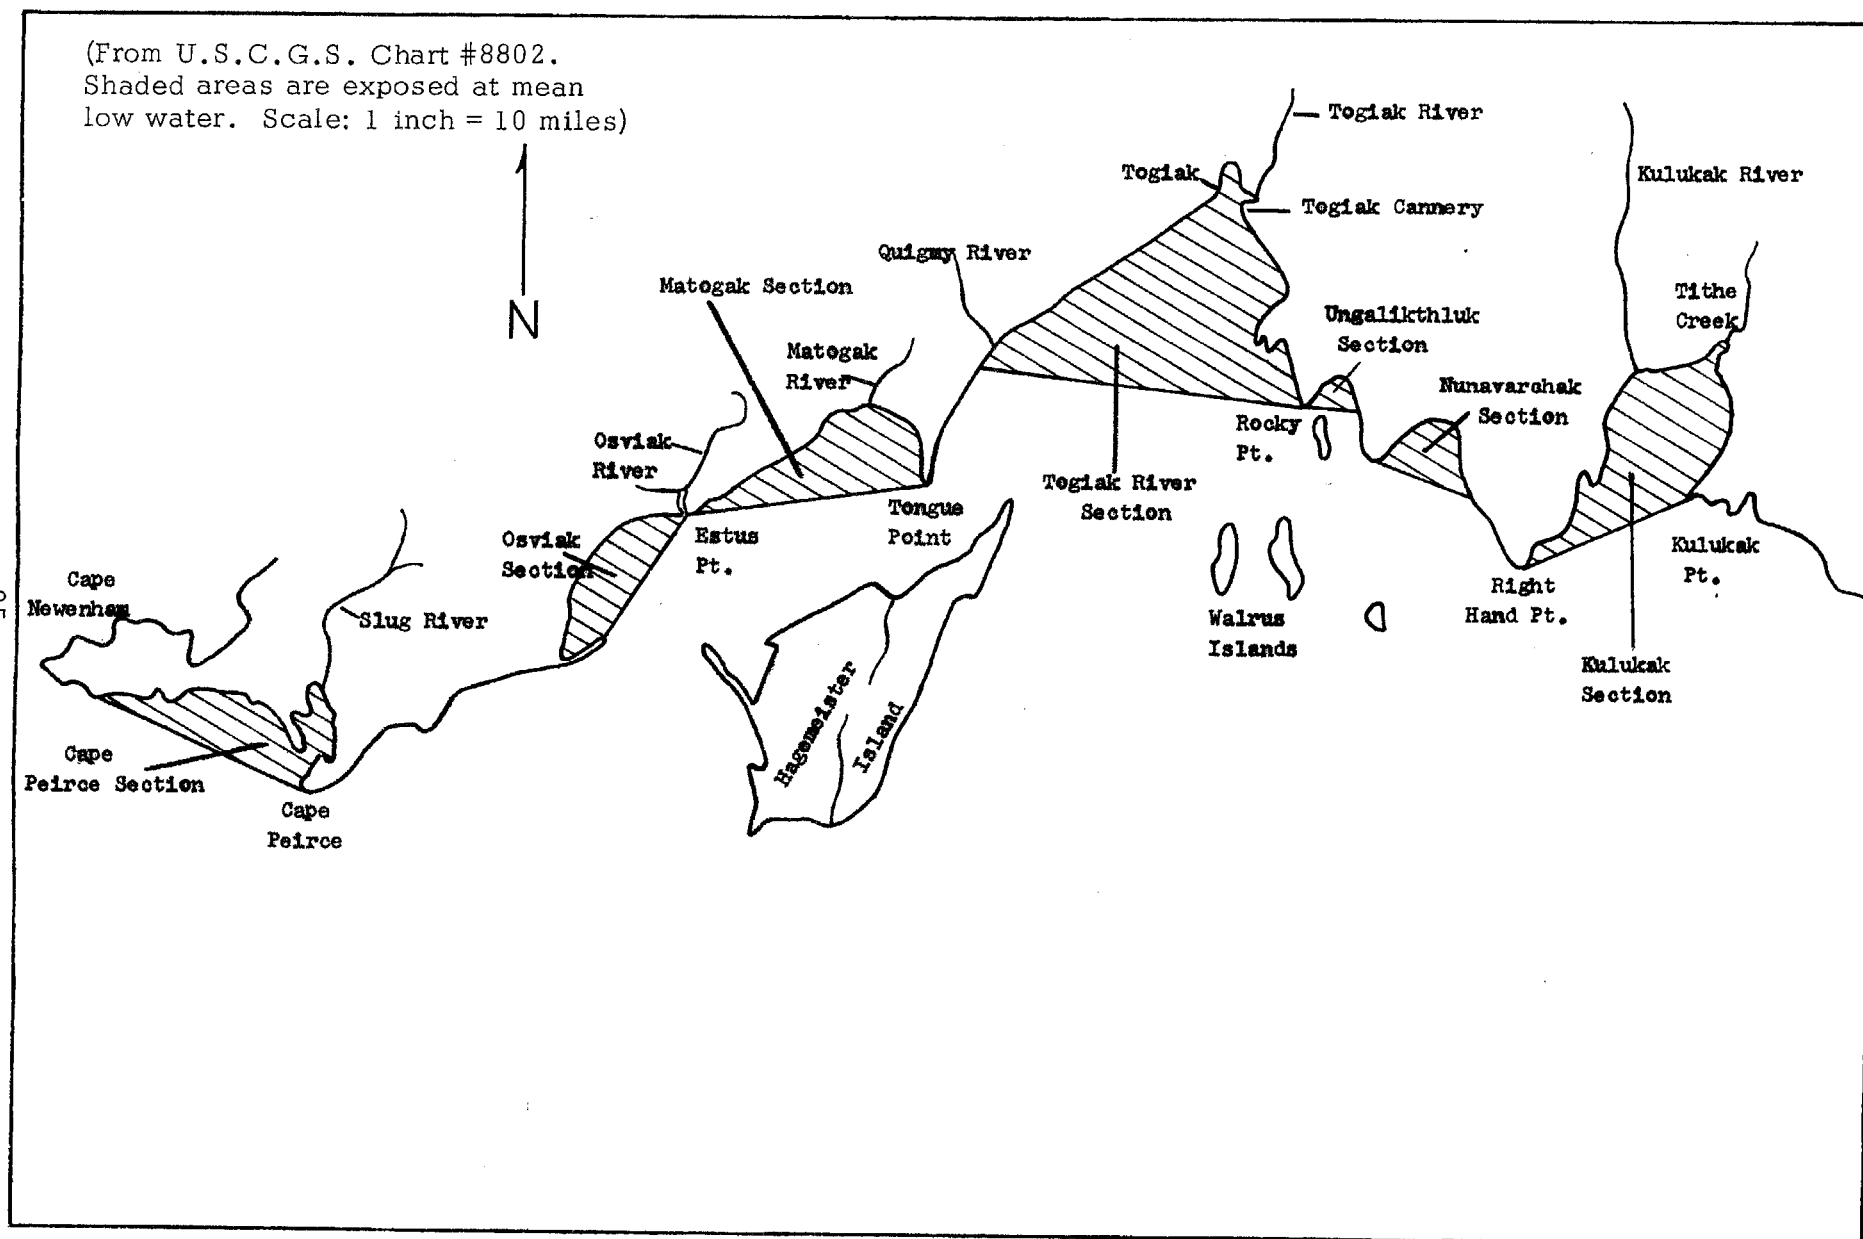 (From U.S.C.G.S. Chart #8802.
Shaded areas are exposed at mean
low water. Scale: 1 inch = 10 miles)
N
Togiak River
Togiak
Kulukak River
Togiak Cannery
Quigmy River
Matogak Section
Tithe
Creek
Ungalikthluk
Section
Matogak
River
Nunavarchak
Section
Osviak
River
Rocky
Pt.
Togiak River
Section
Tongue
Point
Estus
Pt.
Osviak
Section
Kulukak
Pt.
Cape
Newenham
Slug River
Right
Hand Pt.
Walrus
Islands
Kulukak
Section
Hagemeister
Island
Cape
Peirce Section
Cape
Peirce